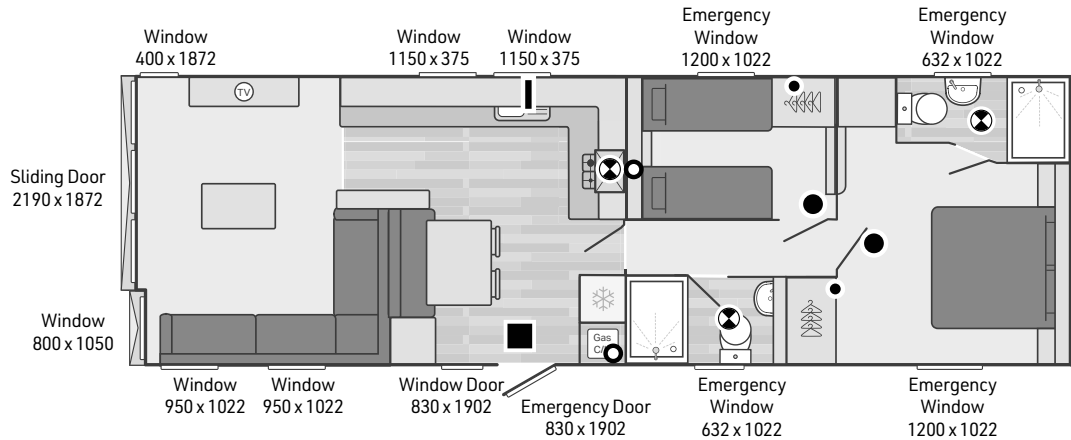 Window
400 x 1872
Window
1150 x 375
Window
1150 x 375
Emergency
Window
1200 x 1022
Emergency
Window
632 x 1022
TV
Sliding Door
2190 x 1872
Window
800 x 1050
Gas
C/
Window
950 x 1022
Window
950 x 1022
Window Door
830 x 1902
Emergency Door
830 x 1902
Emergency
Window
632 x 1022
Emergency
Window
1200 x 1022